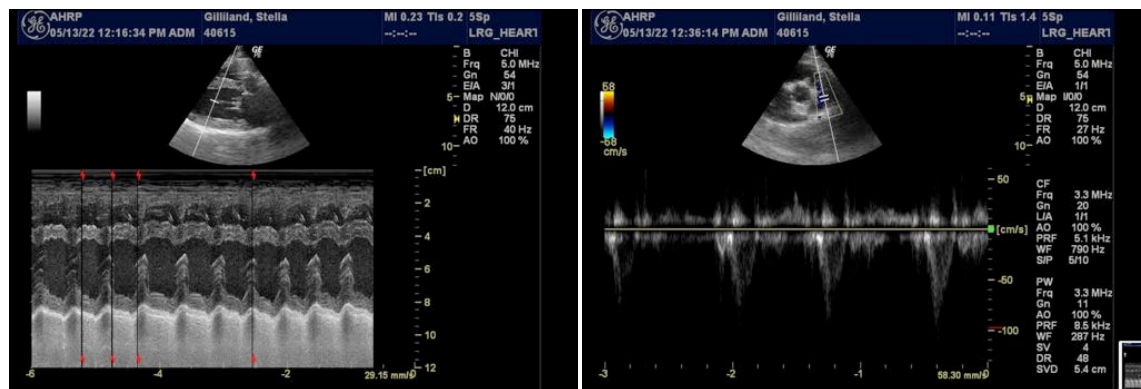 AHRP
Gilliland, Stella
MI 0.23 TIs 0.2
5Sp
05/13/22 12:16:34 PM ADM
40615
--:--:--
LRG_HEART
GE
B CHI
Frq 5.0 MHz
Gn 54
E/A 3/1
Map N/0/0
D 12.0 cm
DR 75
FR 40 Hz
AO 100 %
5
10
[cm]
2
4
6
8
10
12
-6
-4
-2
29.15 mm/s
AHRP
Gilliland, Stella
MI 0.11 TIs 1.4
5Sp
05/13/22 12:36:14 PM ADM
40615
--:--:--
LRG_HEART
GE
B CHI
Frq 5.0 MHz
Gn 54
E/A 1/1
Map I/0/0
D 12.0 cm
DR 75
FR 27 Hz
AO 100 %
CF
Frq 3.3 MHz
Gn 20
L/A 1/1
AO 100 %
PRF 5.1 kHz
WF 790 Hz
S/P 5/10
PW
Frq 3.3 MHz
Gn 11
AO 100 %
PRF 8.5 kHz
WF 287 Hz
SV 4
DR 48
SVD 5.4 cm
-68
cm/s
5
10
50
[cm/s]
-50
-100
-3
-2
-1
0
58.30 mm/s